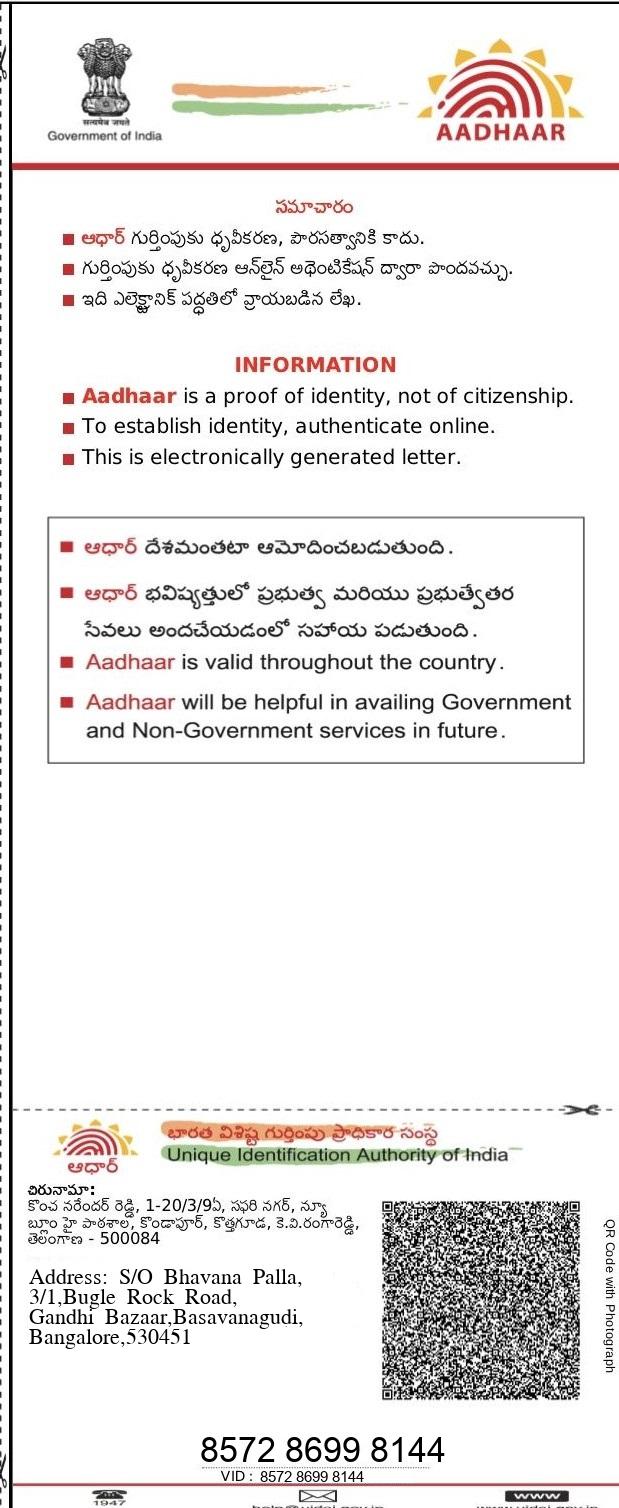 सत्यमेव जयते
Government of India
AADHAAR
సమాచారం
ఆధార్ గుర్తింపుకు ధృవీకరణ, పౌరసత్వానికి కాదు.
గుర్తింపుకు ధృవీకరణ ఆన్‌లైన్ అథెంటికేషన్ ద్వారా పొందవచ్చు.
ఇది ఎలెక్ట్రానిక్ పద్ధతిలో వ్రాయబడిన లేఖ.
INFORMATION
Aadhaar is a proof of identity, not of citizenship.
To establish identity, authenticate online.
This is electronically generated letter.
ఆధార్ దేశమంతటా ఆమోదించబడుతుంది.
ఆధార్ భవిష్యత్తులో ప్రభుత్వ మరియు ప్రభుత్వేతర
సేవలు అందచేయడంలో సహాయ పడుతుంది.
Aadhaar is valid throughout the country.
Aadhaar will be helpful in availing Government
and Non-Government services in future.
భారత విశిష్ట గుర్తింపు ప్రాధికార సంస్థ
Unique Identification Authority of India
ఆధార్
చిరునామా:
కొంచ నరేందర్ రెడ్డి, 1-20/3/9ఏ, సఫరి నగర్, న్యూ
బ్లూం హై పాఠశాల, కొండాపూర్, కొత్తగూడ, కె.వి.రంగారెడ్డి,
తెలంగాణ - 500084
Address: S/O Bhavana Palla,
3/1,Bugle Rock Road,
Gandhi Bazaar,Basavanagudi,
Bangalore,530451
QR Code with Photograph
8572 8699 8144
VID : 8572 8699 8144
1947
www